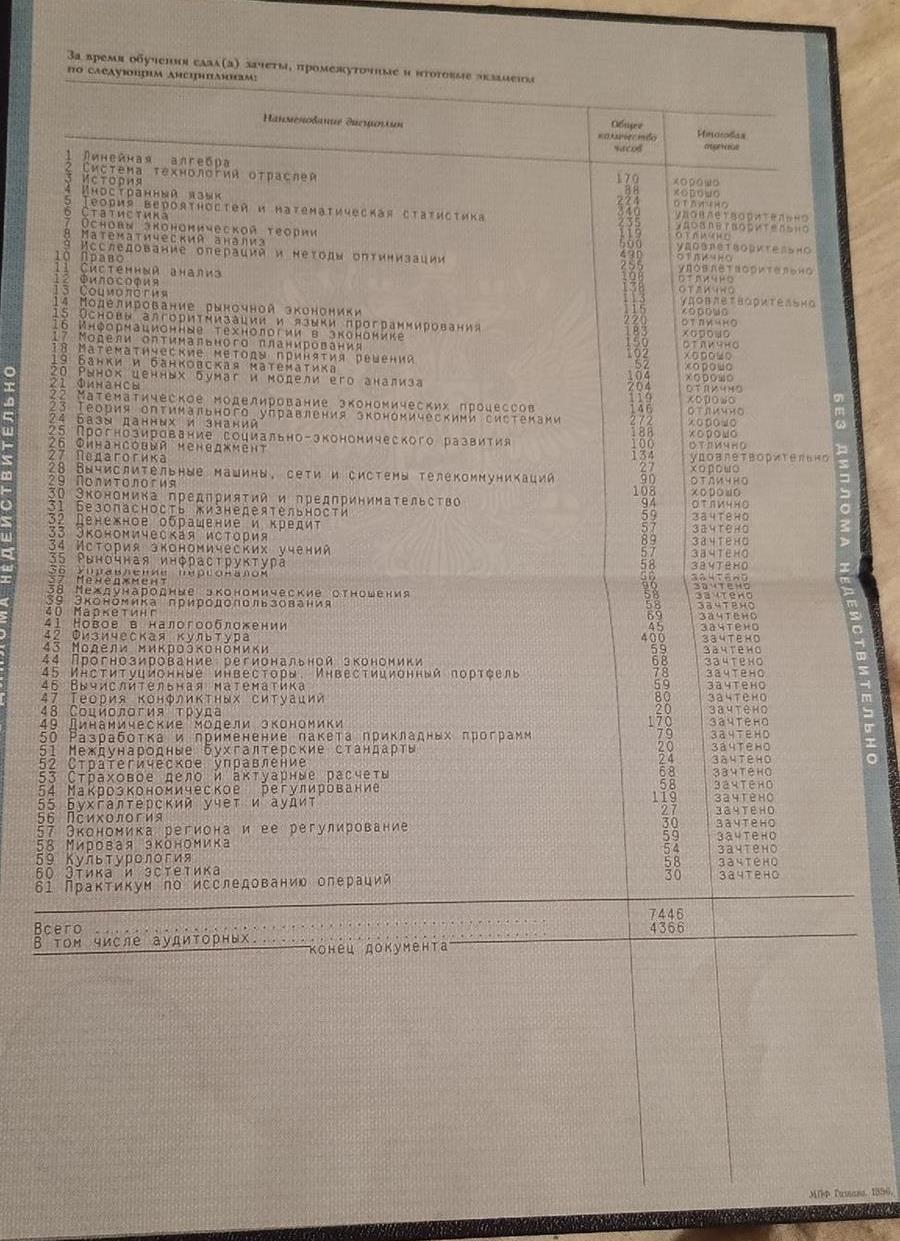 За время обучения сдал(а) зачеты, промежуточные и итоговые экзамены
по следующим дисциплинам:
Наименование дисциплин
Общее
количество
часов
Итоговая
оценка
1 Линейная алгебра 170 хорошо
2 Система технологий отраслей 88 хорошо
3 История 224 отлично
4 Иностранный язык 340 удовлетворительно
5 Теория вероятностей и математическая статистика 235 удовлетворительно
6 Статистика 119 отлично
7 Основы экономической теории 600 удовлетворительно
8 Математический анализ 490 отлично
9 Исследование операций и методы оптимизации 255 удовлетворительно
10 Право 108 отлично
11 Системный анализ 136 отлично
12 Философия 113 удовлетворительно
13 Социология 115 хорошо
14 Моделирование рыночной экономики 220 отлично
15 Основы алгоритмизации и языки программирования 183 хорошо
16 Информационные технологии в экономике 150 отлично
17 Модели оптимального планирования 102 хорошо
18 Математические методы принятия решений 52 хорошо
19 Банки и банковская математика 104 хорошо
20 Рынок ценных бумаг и модели его анализа 204 отлично
21 Финансы 119 хорошо
22 Математическое моделирование экономических процессов 146 отлично
23 Теория оптимального управления экономическими системами 272 хорошо
24 Базы данных и знаний 188 хорошо
25 Прогнозирование социально-экономического развития 100 отлично
26 Финансовый менеджмент 134 удовлетворительно
27 Педагогика 27 хорошо
28 Вычислительные машины, сети и системы телекоммуникаций 90 отлично
29 Политология 108 хорошо
30 Экономика предприятий и предпринимательство 94 отлично
31 Безопасность жизнедеятельности 59 зачтено
32 Денежное обращение и кредит 57 зачтено
33 Экономическая история 89 зачтено
34 История экономических учений 57 зачтено
35 Рыночная инфраструктура 58 зачтено
36 Управление персоналом 56 зачтено
37 Менеджмент 90 зачтено
38 Международные экономические отношения 58 зачтено
39 Экономика природопользования 58 зачтено
40 Маркетинг 69 зачтено
41 Новое в налогообложении 45 зачтено
42 Физическая культура 400 зачтено
43 Модели микроэкономики 59 зачтено
44 Прогнозирование региональной экономики 68 зачтено
45 Институционные инвесторы. Инвестиционный портфель 78 зачтено
46 Вычислительная математика 59 зачтено
47 Теория конфликтных ситуаций 80 зачтено
48 Социология труда 20 зачтено
49 Динамические модели экономики 170 зачтено
50 Разработка и применение пакета прикладных программ 79 зачтено
51 Международные бухгалтерские стандарты 20 зачтено
52 Стратегическое управление 24 зачтено
53 Страховое дело и актуарные расчеты 68 зачтено
54 Макроэкономическое регулирование 58 зачтено
55 Бухгалтерский учет и аудит 119 зачтено
56 Психология 27 зачтено
57 Экономика региона и ее регулирование 30 зачтено
58 Мировая экономика 59 зачтено
59 Культурология 54 зачтено
60 Этика и эстетика 58 зачтено
61 Практикум по исследованию операций 30 зачтено
Всего 7446
В том числе аудиторных 4366
конец документа
БЕЗ ДИПЛОМА НЕДЕЙСТВИТЕЛЬНО
ДИПЛОМА НЕДЕЙСТВИТЕЛЬНО
МПФ Гознака. 1996.